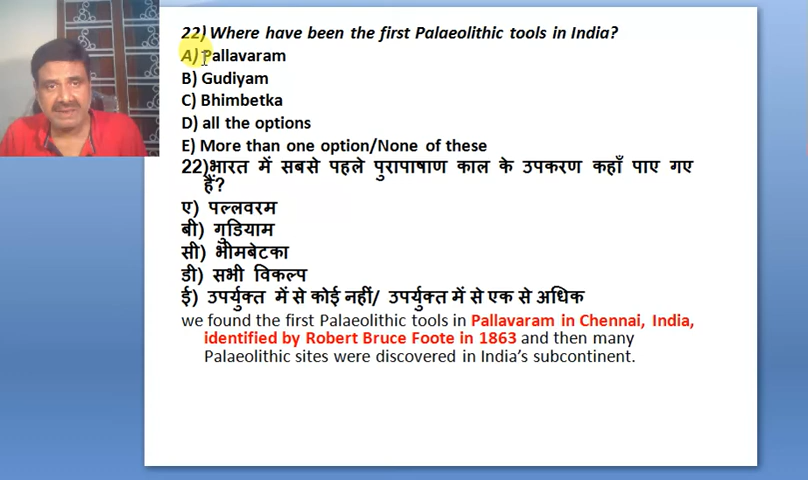 22) Where have been the first Palaeolithic tools in India?
A) Pallavaram
B) Gudiyam
C) Bhimbetka
D) all the options
E) More than one option/None of these
22)भारत में सबसे पहले पुरापाषाण काल के उपकरण कहाँ पाए गए
हैं?
ए) पल्लवरम
बी) गुडियाम
सी) भीमबेटका
डी) सभी विकल्प
ई) उपर्युक्त में से कोई नहीं/ उपर्युक्त में से एक से अधिक
we found the first Palaeolithic tools in Pallavaram in Chennai, India,
identified by Robert Bruce Foote in 1863 and then many
Palaeolithic sites were discovered in India's subcontinent.